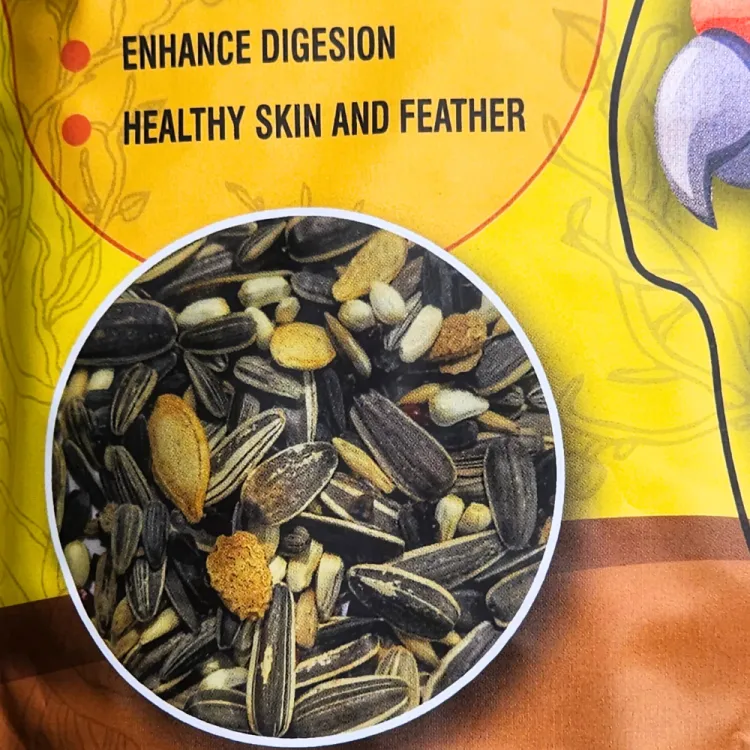 ENHANCE DIGESION
HEALTHY SKIN AND FEATHER